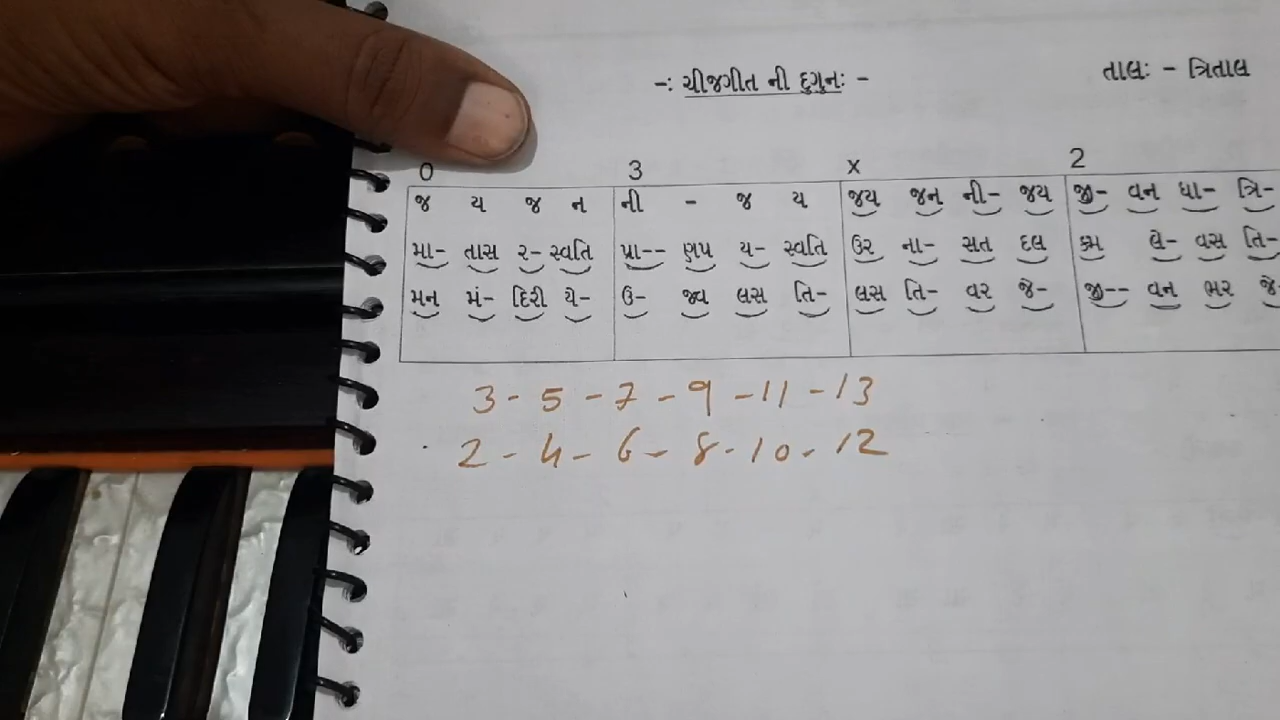 -: ચીજગીત ની દુગુનઃ - તાલઃ - ત્રિતાલ
0 3 x 2
જ ય જ ન ની - જ ય જય જન ની- જય જી- વન ધા- ત્રિ-
મા- તાસ ર- સ્વતિ પ્રા-- ણપ ય- સ્વતિ ઉર ના- સત દલ લે- વસ તિ-
મન મં- દિરી યે- ઉ- જ્વ લસ તિ- લસ તિ- વર જે- જી-- વન ભર જે-
3 - 5 - 7 - 9 - 11 - 13
2 - 4 - 6 - 8 - 10 - 12